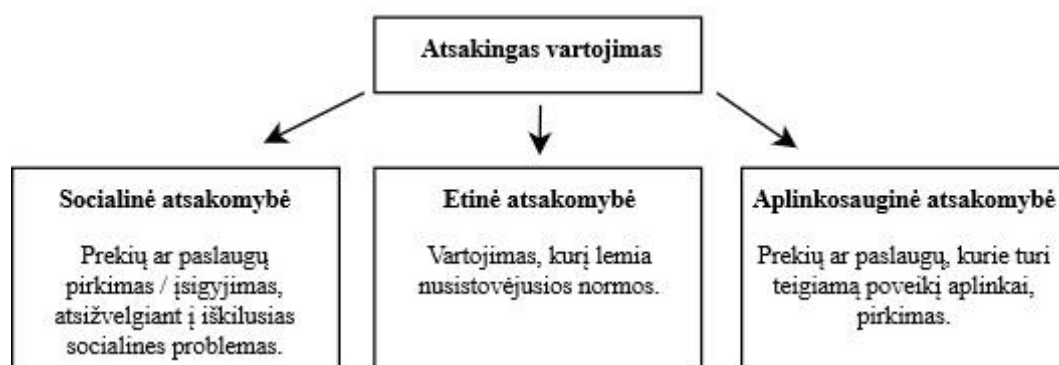 Atsakingas vartojimas
Socialinė atsakomybė
Prekių ar paslaugų
pirkimas / įsigyjimas,
atsižvelgiant į iškilusias
socialines problemas.
Etinė atsakomybė
Vartojimas, kurį lemia
nusistovėjusios normos.
Aplinkosauginė atsakomybė
Prekių ar paslaugų, kurie turi
teigiamą poveikį aplinkai,
pirkimas.